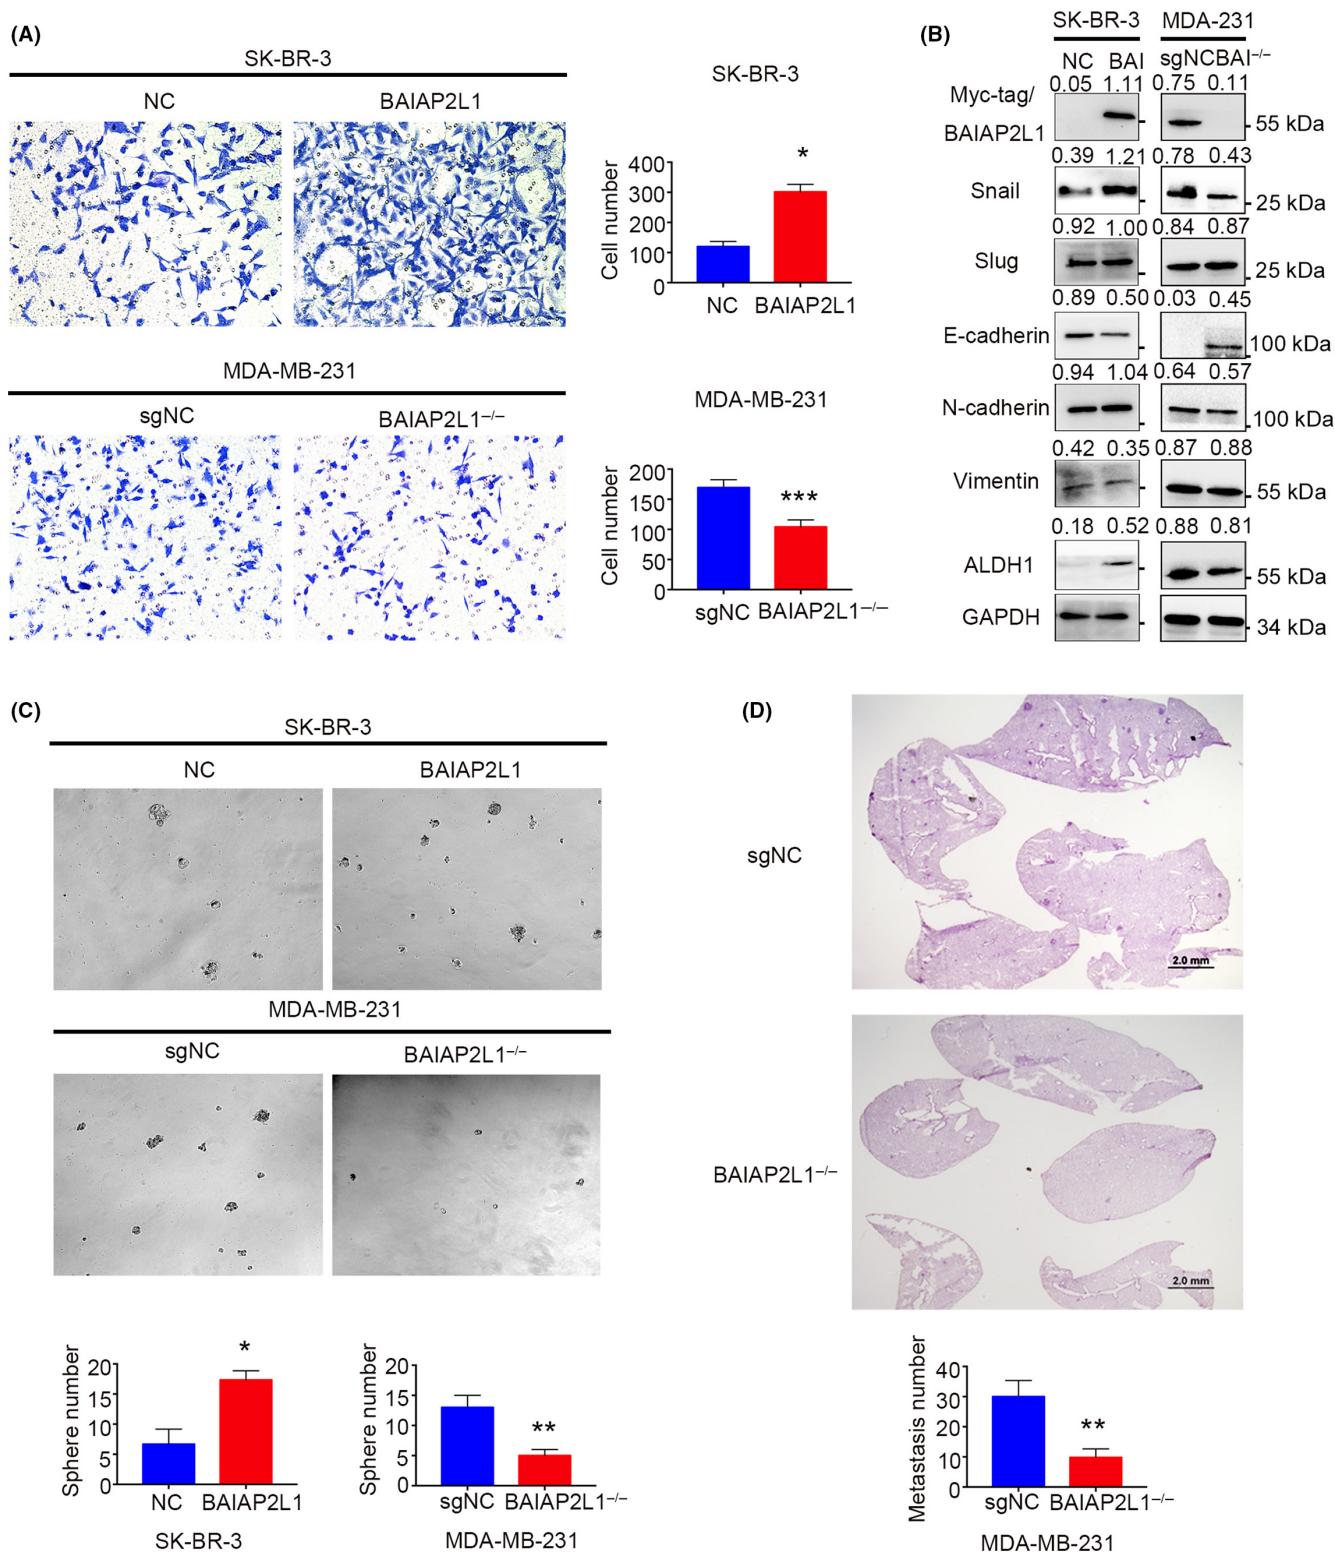 (A)
SK-BR-3
NC BAIAP2L1
SK-BR-3
Cell number
400
300
200
100
0
*
NC BAIAP2L1
MDA-MB-231
sgNC BAIAP2L1–/–
MDA-MB-231
Cell number
200
150
100
50
0
***
sgNC BAIAP2L1–/–
(B)
SK-BR-3 MDA-231
NC BAI sgNC BAI–/–
0.05 1.11 0.75 0.11
Myc-tag/
BAIAP2L1
55 kDa
0.39 1.21 0.78 0.43
Snail
25 kDa
0.92 1.00 0.84 0.87
Slug
25 kDa
0.89 0.50 0.03 0.45
E-cadherin
100 kDa
0.94 1.04 0.64 0.57
N-cadherin
100 kDa
0.42 0.35 0.87 0.88
Vimentin
55 kDa
0.18 0.52 0.88 0.81
ALDH1
55 kDa
GAPDH
34 kDa
(C)
SK-BR-3
NC BAIAP2L1
MDA-MB-231
sgNC BAIAP2L1–/–
Sphere number
20
15
10
5
0
*
NC BAIAP2L1
SK-BR-3
Sphere number
20
15
10
5
0
**
sgNC BAIAP2L1–/–
MDA-MB-231
(D)
sgNC
2.0 mm
BAIAP2L1–/–
2.0 mm
Metastasis number
40
30
20
10
0
**
sgNC BAIAP2L1–/–
MDA-MB-231